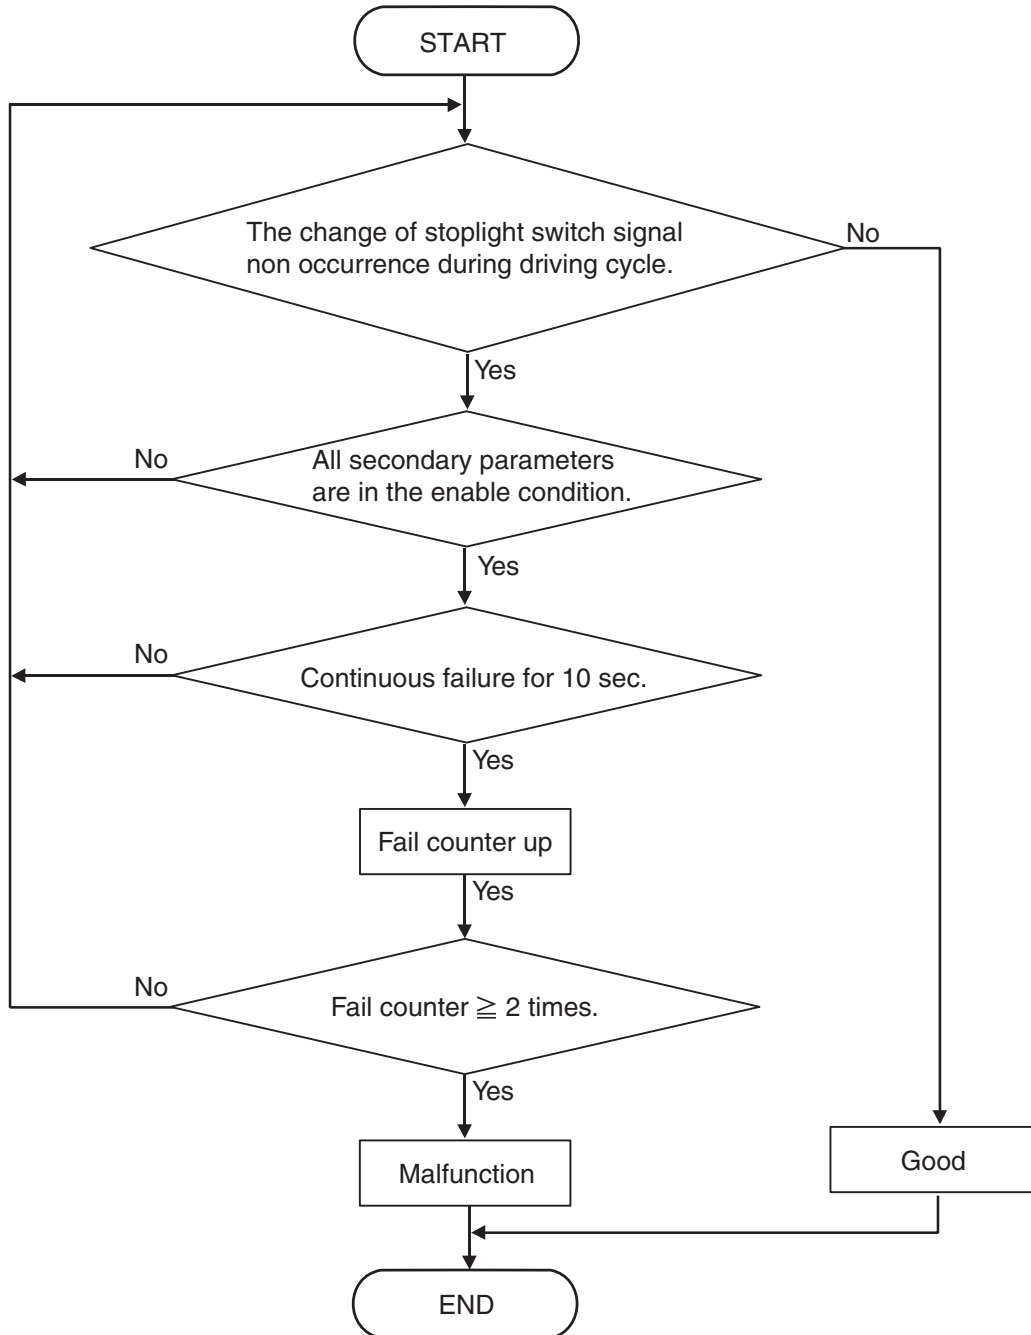 START
The change of stoplight switch signal
non occurrence during driving cycle.
No
Yes
No
All secondary parameters
are in the enable condition.
Yes
No
Continuous failure for 10 sec.
Yes
Fail counter up
Yes
No
Fail counter ≧ 2 times.
Yes
Malfunction
Good
END